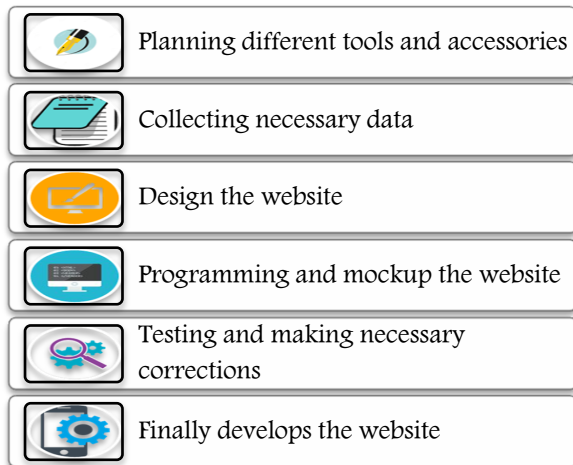 Planning different tools and accessories
Collecting necessary data
Design the website
Programming and mockup the website
Testing and making necessary
corrections
Finally develops the website